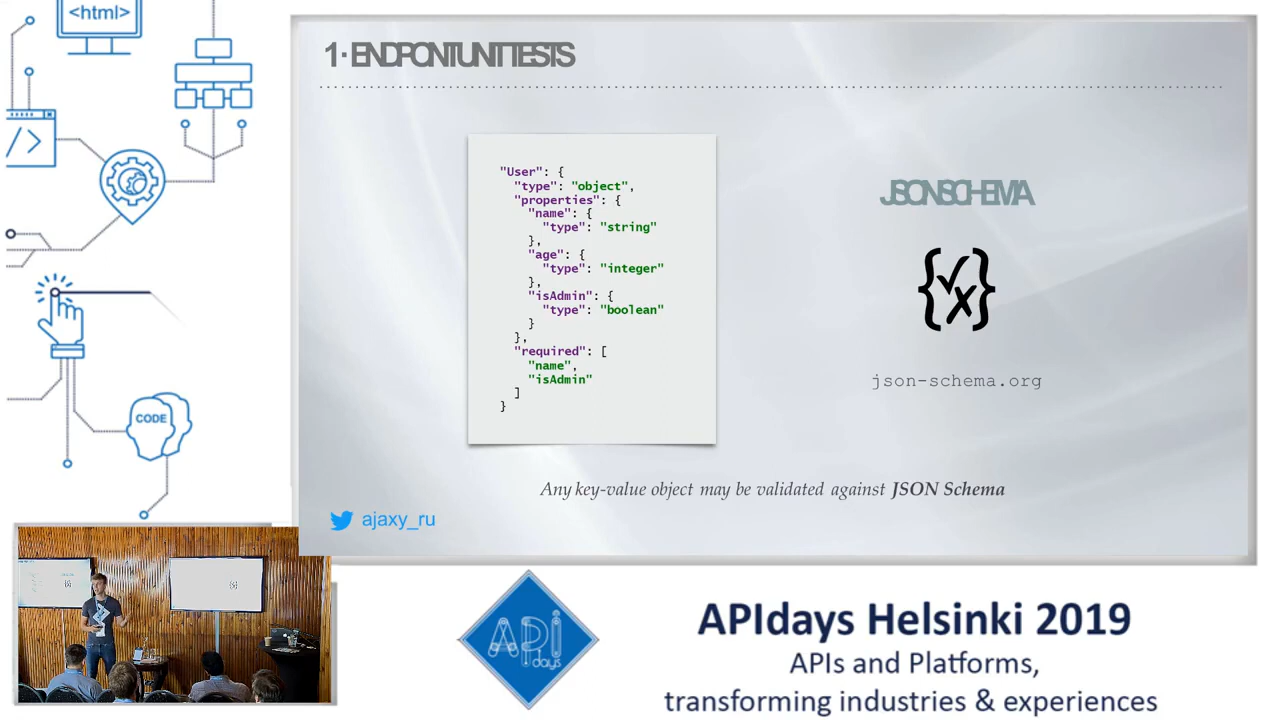 <html>
1· ENDPOINT UNIT TESTS
</>
"User": {
"type": "object",
"properties": {
"name": {
"type": "string"
},
"age": {
"type": "integer"
},
"isAdmin": {
"type": "boolean"
}
},
"required": [
"name",
"isAdmin"
]
}
JSON SCHEMA
{✓x}
json-schema.org
CODE
Any key-value object may be validated against JSON Schema
ajaxy_ru
API
days
APIdays Helsinki 2019
APIs and Platforms,
transforming industries & experiences